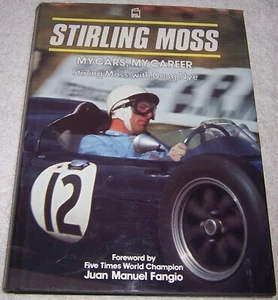 STIRLING MOSS
MY CARS, MY CAREER
Stirling Moss with Doug Nye
12
Foreword by
Five Times World Champion
Juan Manuel Fangio